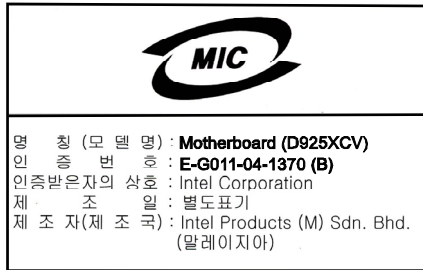 MIC
명 칭 (모 델 명) : Motherboard (D925XCV)
인 증 번 호 : E-G011-04-1370 (B)
인증받은자의 상호 : Intel Corporation
제 조 일 : 별도표기
제 조 자(제 조 국) : Intel Products (M) Sdn. Bhd.
(말레이지아)